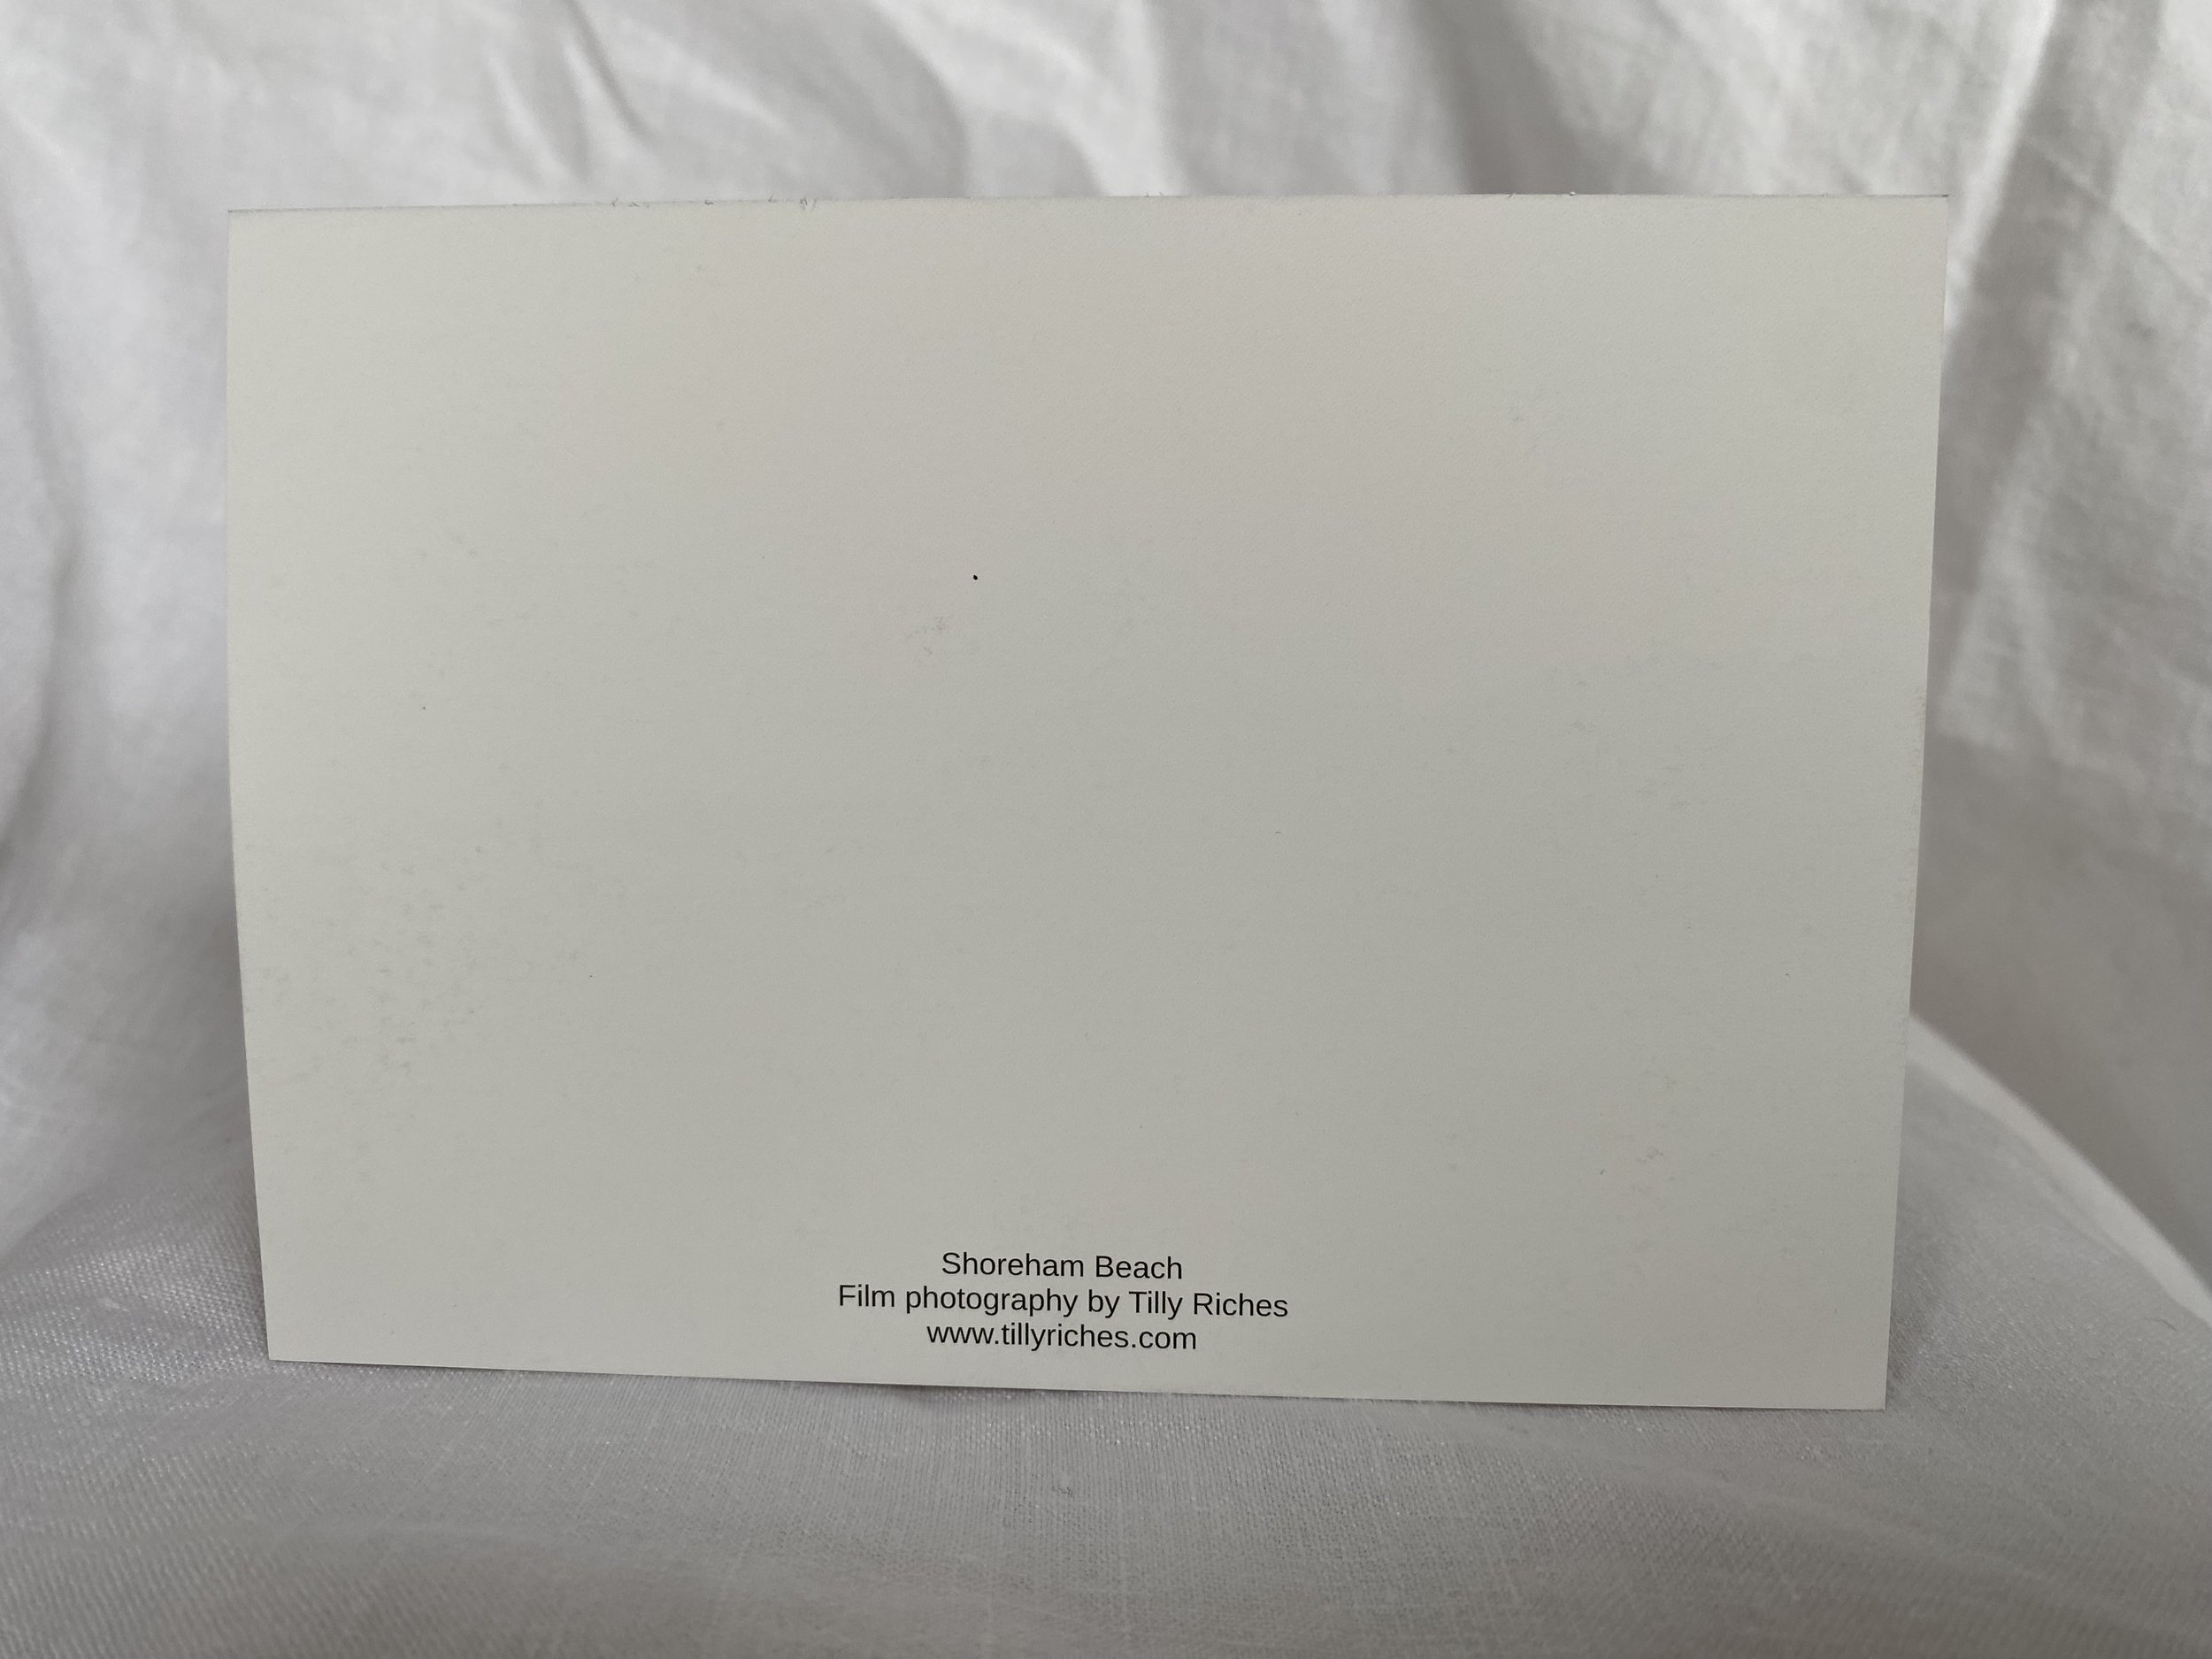 Shoreham Beach
Film photography by Tilly Riches
www.tillyriches.com